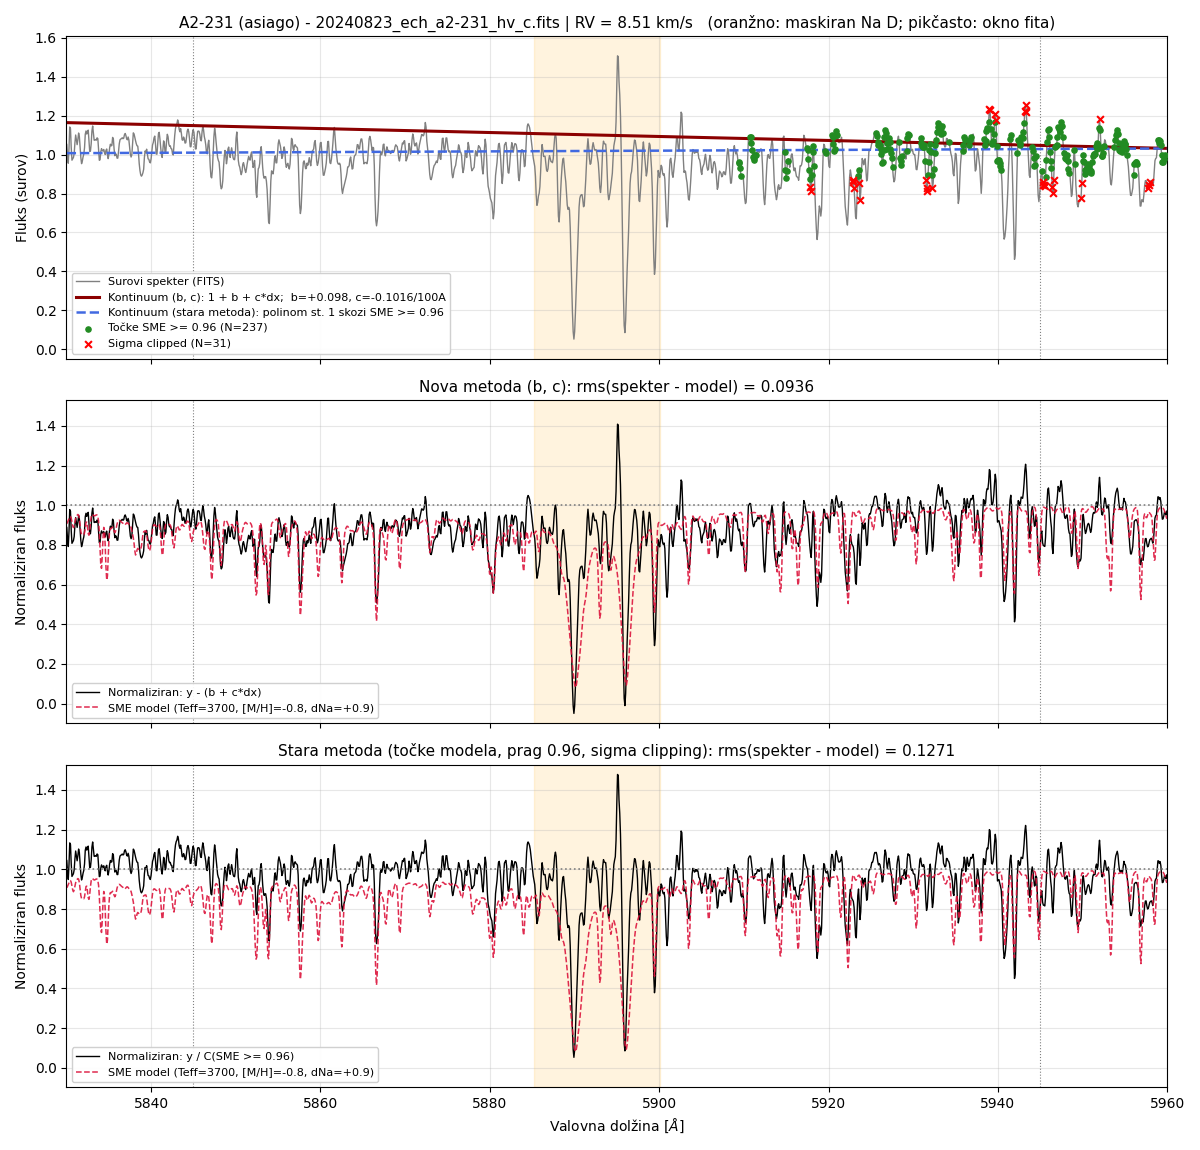 A2-231 (asiago) - 20240823_ech_a2-231_hv_c.fits | RV = 8.51 km/s   (oranžno: maskiran Na D; pikčasto: okno fita)
1.6
1.4
1.2
1.0
0.8
0.6
0.4
0.2
0.0
Fluks (surov)
Surovi spekter (FITS)
Kontinuum (b, c): 1 + b + c*dx;  b=+0.098, c=-0.1016/100A
Kontinuum (stara metoda): polinom st. 1 skozi SME >= 0.96
Točke SME >= 0.96 (N=237)
Sigma clipped (N=31)
Nova metoda (b, c): rms(spekter - model) = 0.0936
1.4
1.2
1.0
0.8
0.6
0.4
0.2
0.0
Normaliziran fluks
Normaliziran: y - (b + c*dx)
SME model (Teff=3700, [M/H]=-0.8, dNa=+0.9)
Stara metoda (točke modela, prag 0.96, sigma clipping): rms(spekter - model) = 0.1271
1.4
1.2
1.0
0.8
0.6
0.4
0.2
0.0
Normaliziran fluks
Normaliziran: y / C(SME >= 0.96)
SME model (Teff=3700, [M/H]=-0.8, dNa=+0.9)
5840 5860 5880 5900 5920 5940 5960
Valovna dolžina [Å]